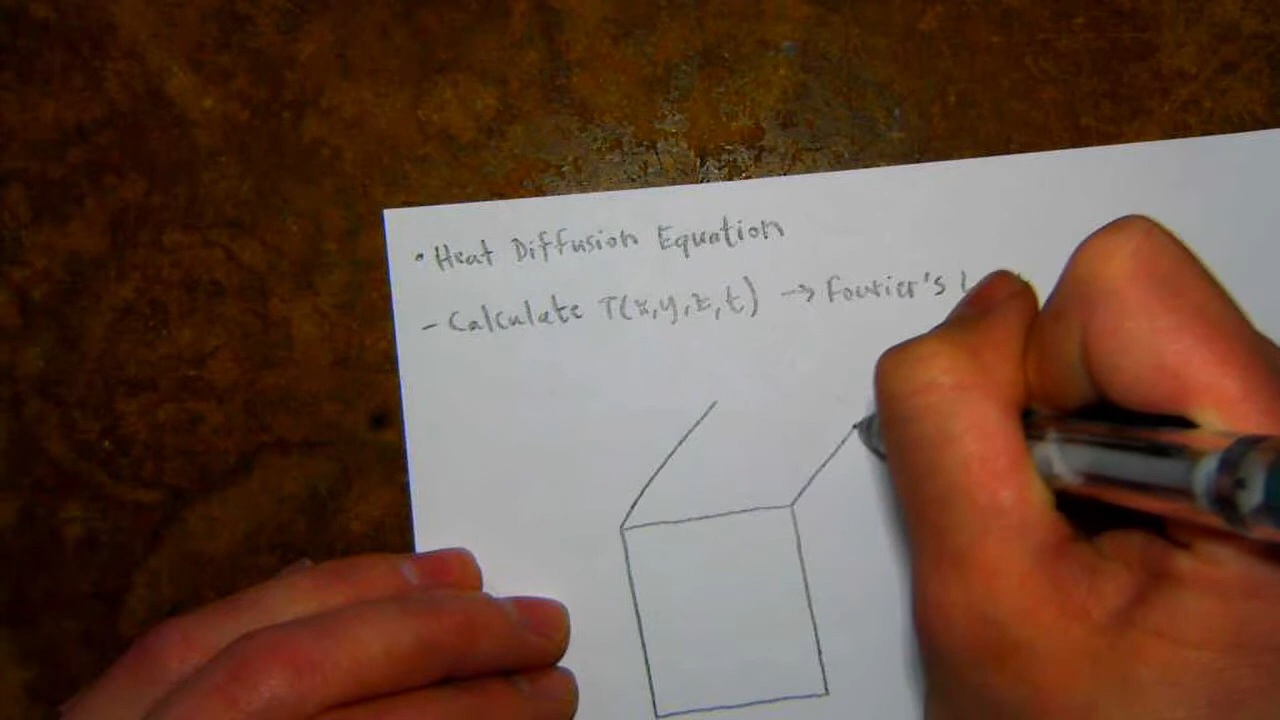 • Heat Diffusion Equation
- Calculate T(x,y,z,t) → Fourier's